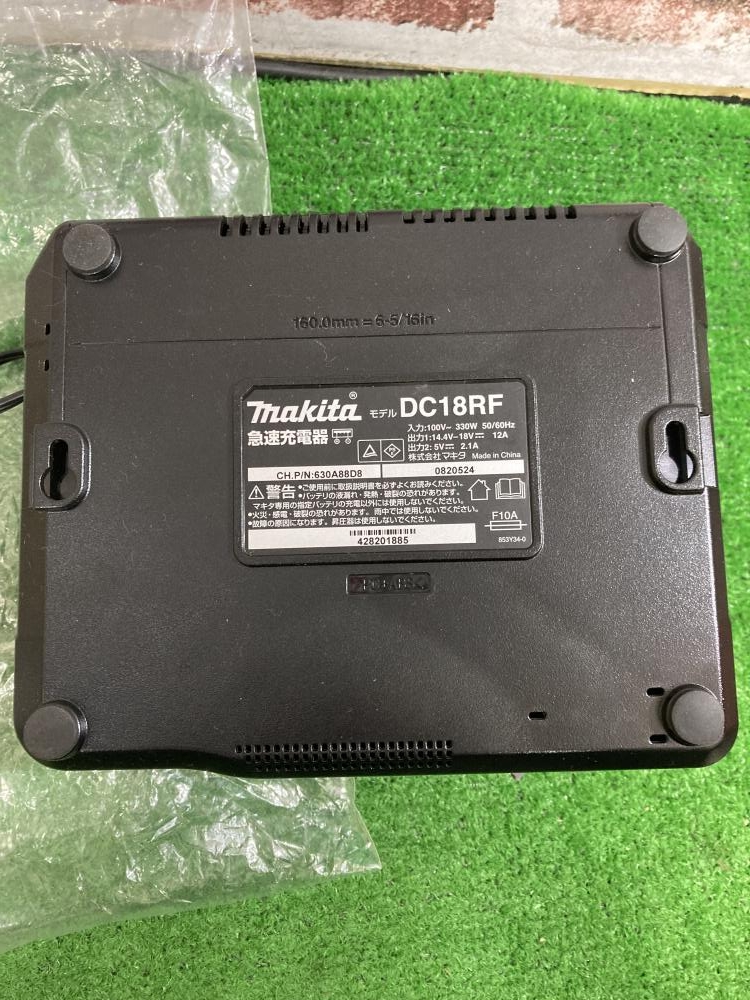 160.0mm = 6-5/16in
makita® モデル DC18RF
急速充電器
入力:100V~ 330W 50/60Hz
出力1:14.4V-18V⎓ 12A
出力2: 5V⎓ 2.1A
株式会社マキタ Made in China
CH.P/N:630A88D8 0820524
⚠警告 •ご使用前に取扱説明書を必ずよくお読みください。
•バッテリの液漏れ・発熱・破裂の恐れがあります。
マキタ専用の指定バッテリの充電以外には使用しないでください。
•火災・感電・破裂の恐れがあります。雨中では使用しないでください。
•故障の原因になります。昇圧器は使用しないでください。
F10A
428201885
853Y34-0